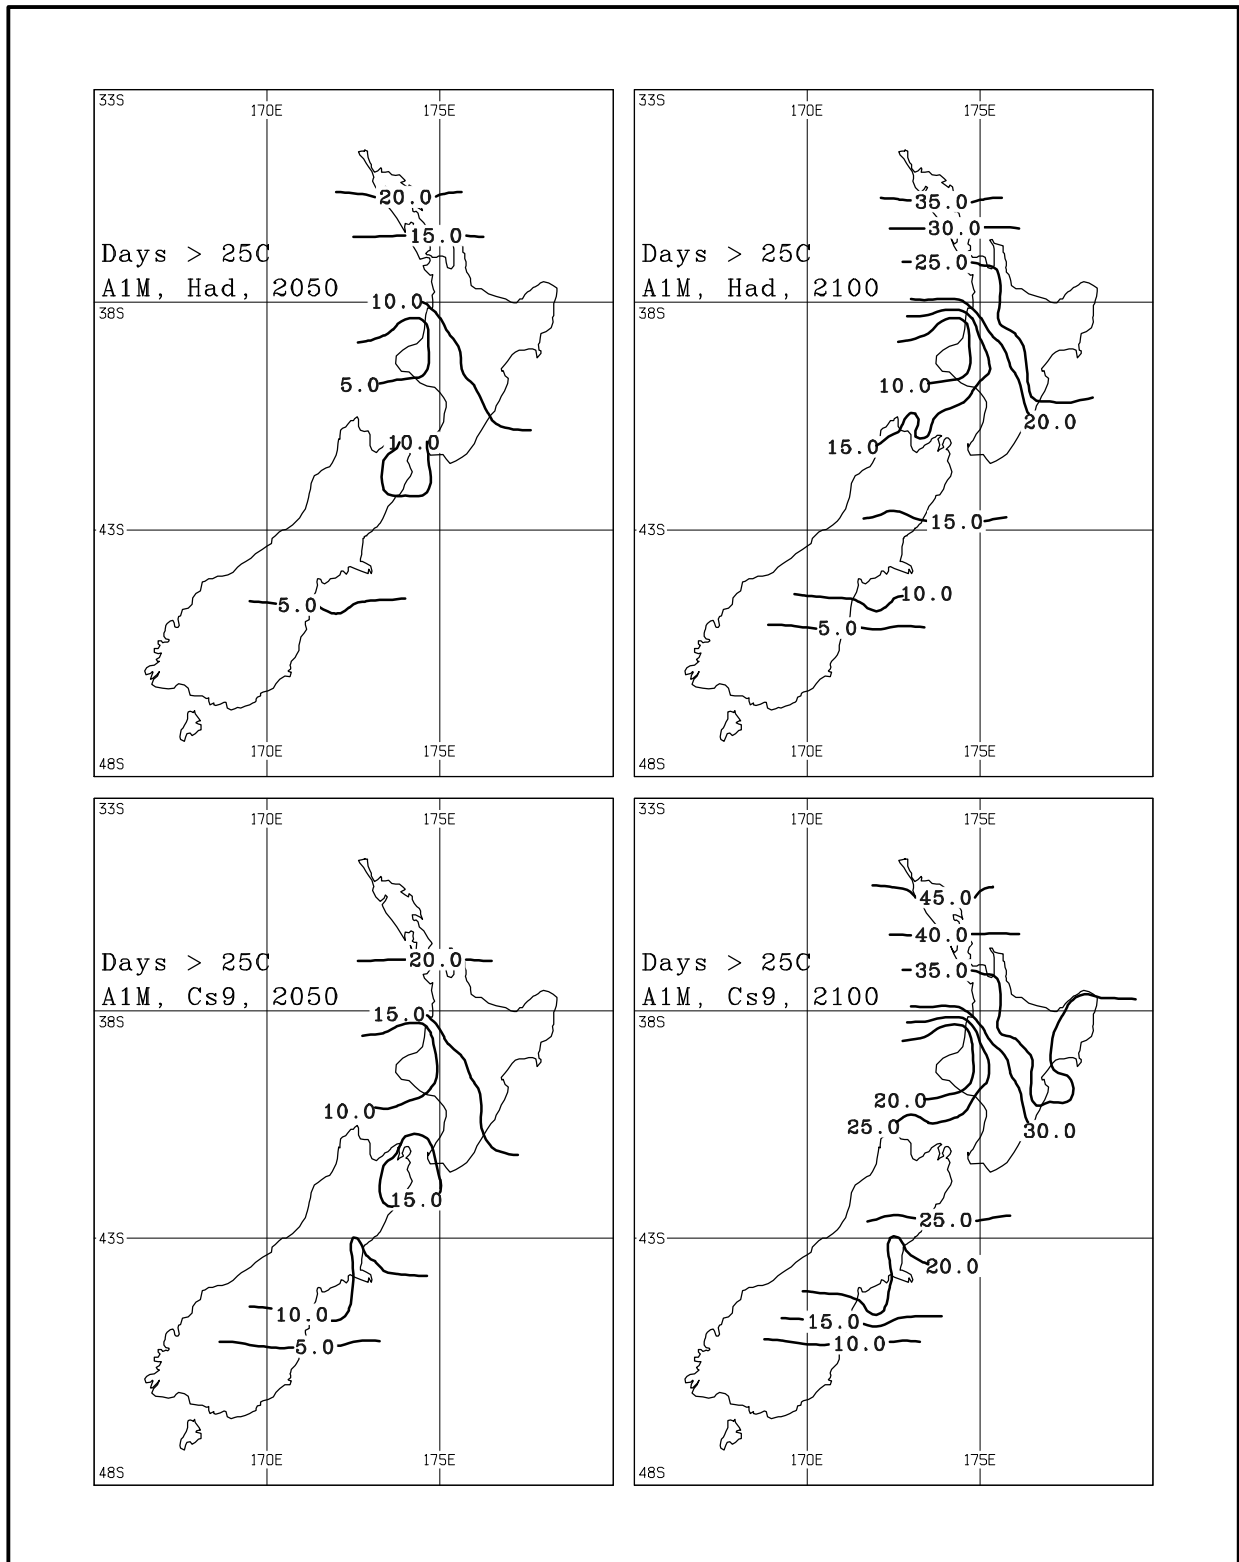 33S
170E 175E
20.0
15.0
Days > 25C
A1M, Had, 2050
10.0
38S
5.0
10.0
43S
5.0
170E 175E
48S
33S
170E 175E
35.0
30.0
Days > 25C
-25.0
A1M, Had, 2100
38S
10.0
20.0
15.0
15.0
43S
10.0
5.0
170E 175E
48S
33S
170E 175E
Days > 25C
20.0
A1M, Cs9, 2050
15.0
38S
10.0
15.0
43S
10.0
5.0
170E 175E
48S
33S
170E 175E
45.0
40.0
Days > 25C
-35.0
A1M, Cs9, 2100
38S
20.0
25.0
30.0
25.0
43S
20.0
15.0
10.0
170E 175E
48S